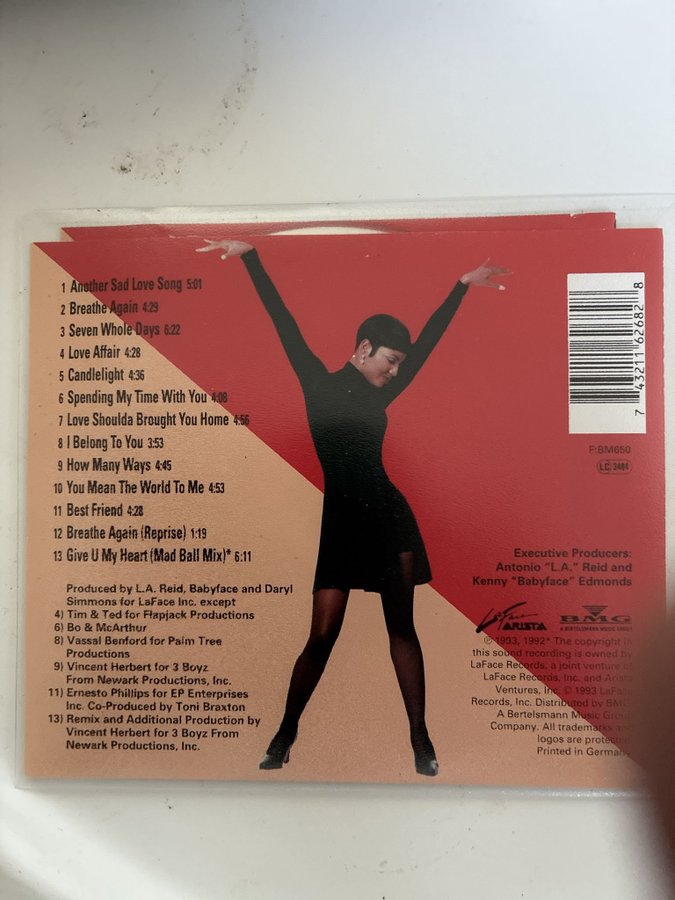 1 Another Sad Love Song 5:01
2 Breathe Again 4:29
3 Seven Whole Days 6:22
4 Love Affair 4:28
5 Candlelight 4:36
6 Spending My Time With You 4:08
7 Love Shoulda Brought You Home 4:56
8 I Belong To You 3:53
9 How Many Ways 4:45
10 You Mean The World To Me 4:53
11 Best Friend 4:28
12 Breathe Again (Reprise) 1:19
13 Give U My Heart (Mad Ball Mix)* 6:11
Produced by L.A. Reid, Babyface and Daryl
Simmons for LaFace Inc. except
4) Tim & Ted for Flapjack Productions
6) Bo & McArthur
8) Vassal Benford for Palm Tree
Productions
9) Vincent Herbert for 3 Boyz
From Newark Productions, Inc.
11) Ernesto Phillips for EP Enterprises
Inc. Co-Produced by Toni Braxton
13) Remix and Additional Production by
Vincent Herbert for 3 Boyz From
Newark Productions, Inc.
7 43211 62682 8
F:BM650
LC 3484
Executive Producers:
Antonio "L.A." Reid and
Kenny "Babyface" Edmonds
LaFace
ARISTA
BMG
A BERTELSMANN MUSIC GROUP
℗ 1993, 1992* The copyright in
this sound recording is owned by
LaFace Records, a joint venture of
LaFace Records, Inc. and Arista
Ventures, Inc. © 1993 LaFace
Records, Inc. Distributed by BMG
A Bertelsmann Music Group
Company. All trademarks and
logos are protected
Printed in Germany